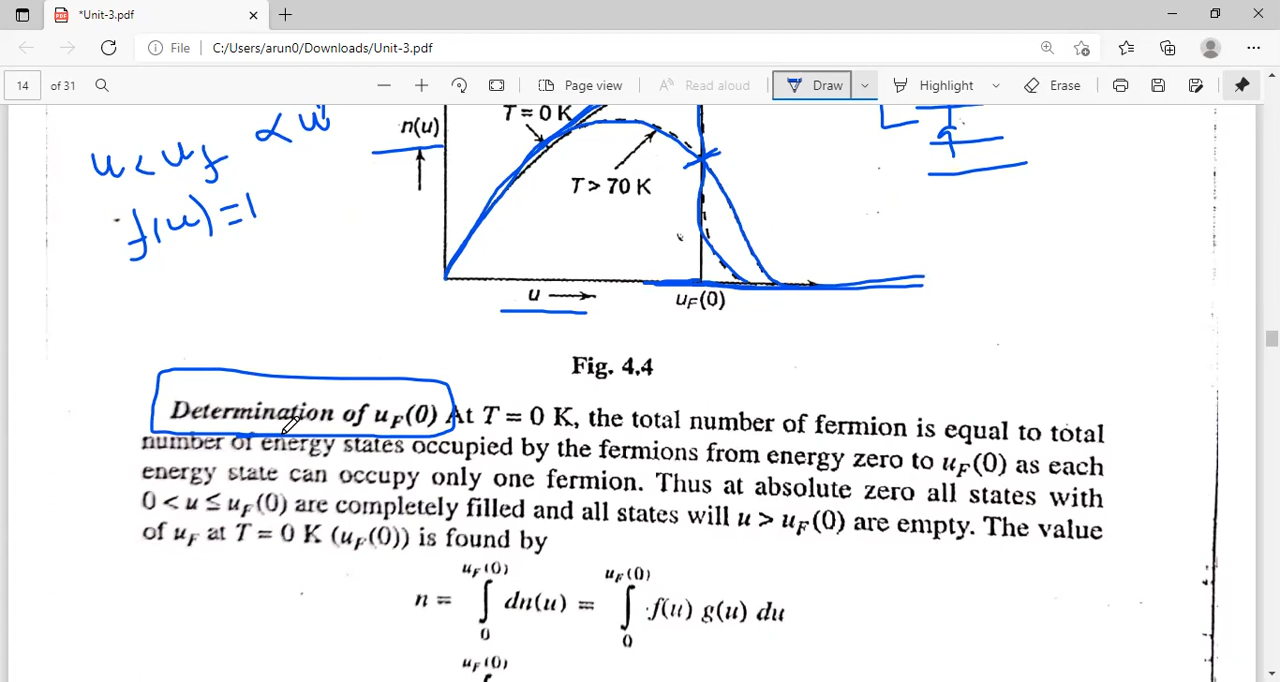 *Unit-3.pdf
File C:/Users/arun0/Downloads/Unit-3.pdf
14 of 31 Page view Read aloud Draw Highlight Erase
T = 0 K
n(u)
T > 70 K
u < u_f
f(u) = 1
u
u_F(0)
Fig. 4.4
Determination of u_F(0) At T = 0 K, the total number of fermion is equal to total
number of energy states occupied by the fermions from energy zero to u_F(0) as each
energy state can occupy only one fermion. Thus at absolute zero all states with
0 < u ≤ u_F(0) are completely filled and all states will u > u_F(0) are empty. The value
of u_F at T = 0 K (u_F(0)) is found by
u_F(0) u_F(0)
n = ∫ dn(u) = ∫ f(u) g(u) du
0 0
u_F(0)